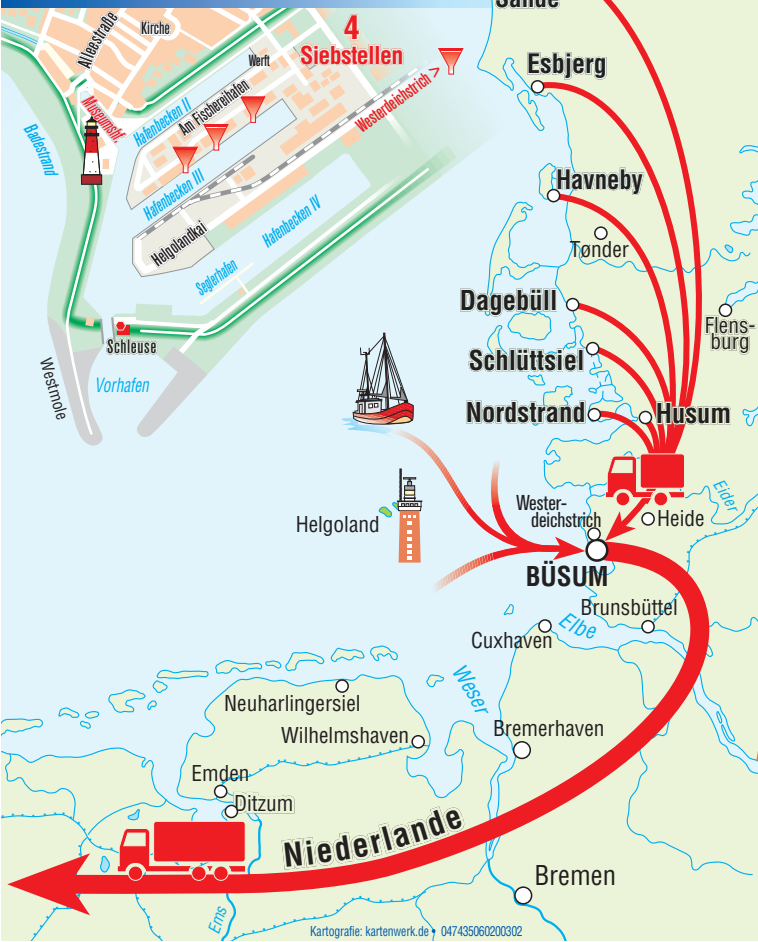 Sande
Kirche
Alleestraße
4
Siebstellen
Werft
Westerdeichstrich >
Museumshf.
Hafenbecken II
Am Fischereihafen
Badestrand
Hafenbecken III
Helgolandkai
Hafenbecken IV
Seglerhafen
Schleuse
Westmole
Vorhafen
Esbjerg
Havneby
Tønder
Dagebüll
Flens-
burg
Schlüttsiel
Nordstrand
Husum
Eider
Wester-
deichstrich
Heide
Helgoland
BÜSUM
Brunsbüttel
Elbe
Cuxhaven
Weser
Neuharlingersiel
Wilhelmshaven
Bremerhaven
Emden
Ditzum
Niederlande
Bremen
Ems
Kartografie: kartenwerk.de • 047435060200302